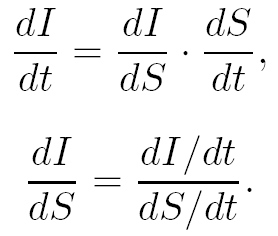 dI/dt = dI/dS · dS/dt,
dI/dS = (dI/dt)/(dS/dt).